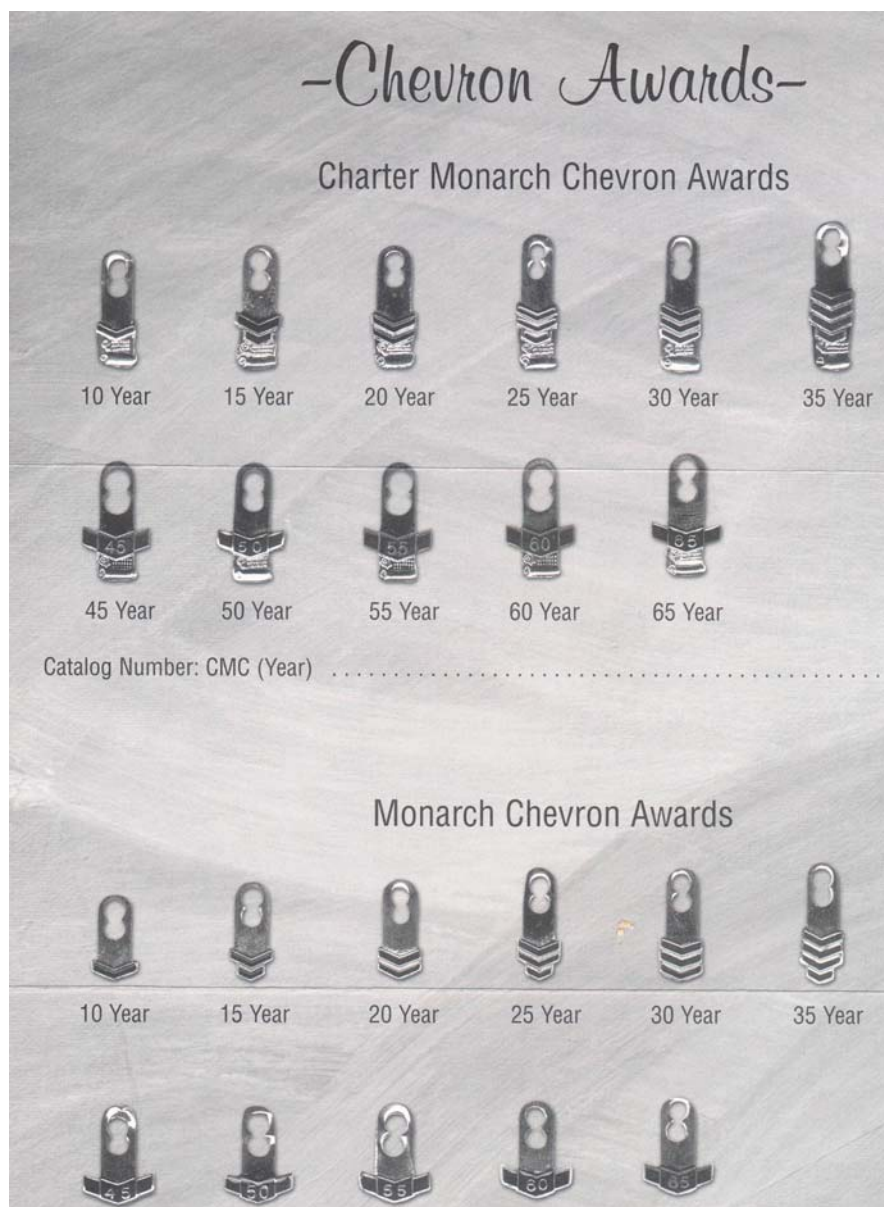 -Chevron Awards-
Charter Monarch Chevron Awards
10 Year 15 Year 20 Year 25 Year 30 Year 35 Year
45 50 55 60 65
45 Year 50 Year 55 Year 60 Year 65 Year
Catalog Number: CMC (Year) ..........................................
Monarch Chevron Awards
10 Year 15 Year 20 Year 25 Year 30 Year 35 Year
45 50 55 60 65